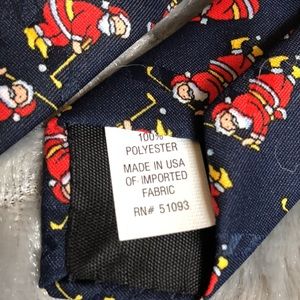 100%
POLYESTER
MADE IN USA
OF IMPORTED
FABRIC
RN# 51093